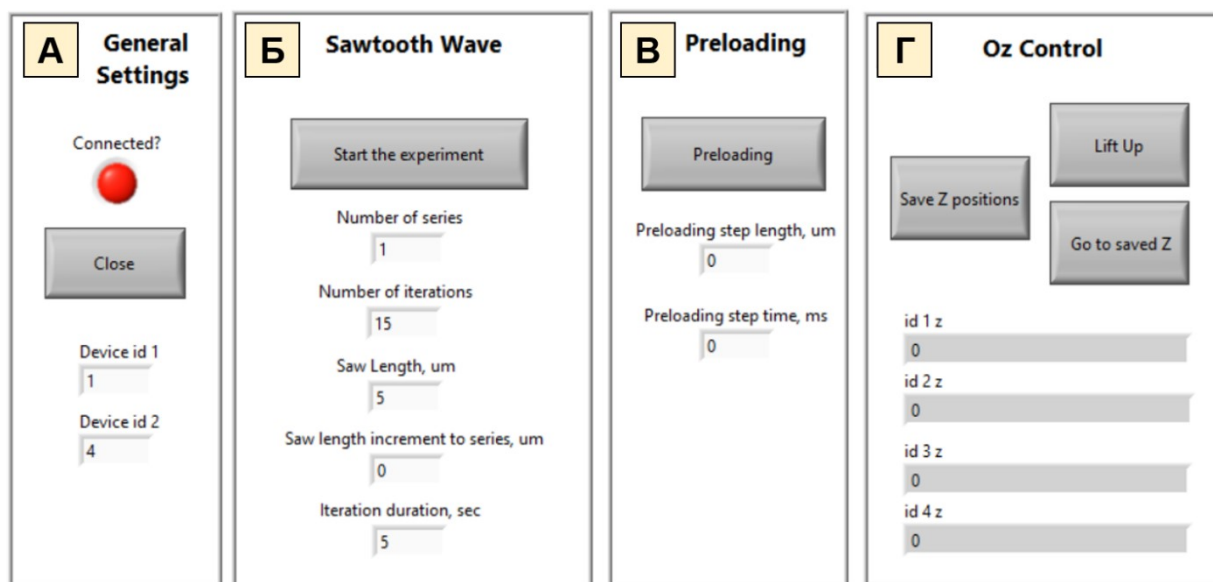 А
General
Settings
Connected?
Close
Device id 1
1
Device id 2
4
Б
Sawtooth Wave
Start the experiment
Number of series
1
Number of iterations
15
Saw Length, um
5
Saw length increment to series, um
0
Iteration duration, sec
5
В
Preloading
Preloading
Preloading step length, um
0
Preloading step time, ms
0
Г
Oz Control
Save Z positions
Lift Up
Go to saved Z
id 1 z
0
id 2 z
0
id 3 z
0
id 4 z
0